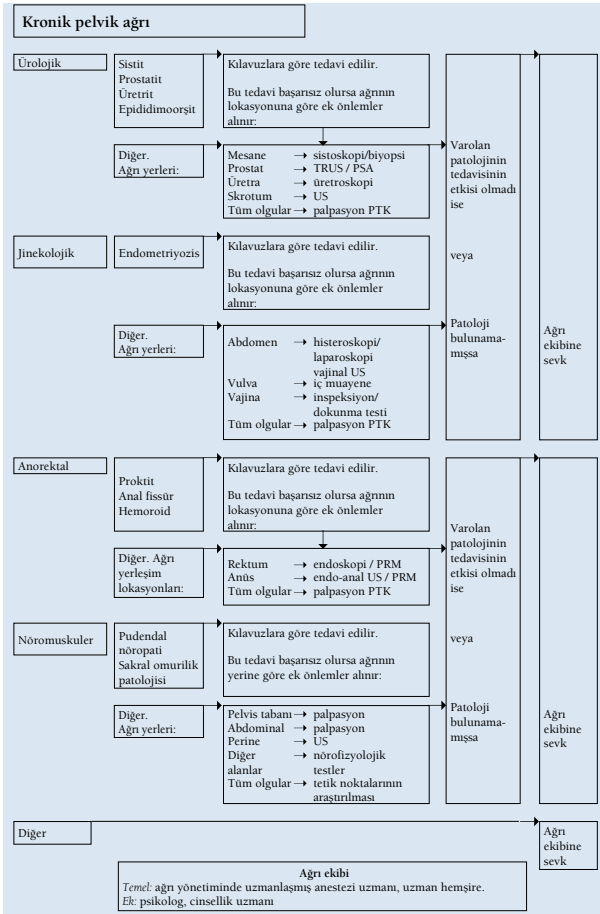 Kronik pelvik ağrı
Ürolojik
Sistit
Prostatit
Üretrit
Epididimoorşit
Kılavuzlara göre tedavi edilir.
Bu tedavi başarısız olursa ağrının
lokasyonuna göre ek önlemler
alınır:
Diğer.
Ağrı yerleri:
Mesane → sistoskopi/biyopsi
Prostat → TRUS / PSA
Üretra → üretroskopi
Skrotum → US
Tüm olgular → palpasyon PTK
Varolan
patolojinin
tedavisinin
etkisi olmadı
ise
Jinekolojik
Endometriyozis
Kılavuzlara göre tedavi edilir.
Bu tedavi başarısız olursa ağrının
lokasyonuna göre ek önlemler
alınır:
veya
Diğer.
Ağrı yerleri:
Abdomen → histeroskopi/
laparoskopi
vajinal US
Vulva → iç muayene
Vajina → inspeksiyon/
dokunma testi
Tüm olgular → palpasyon PTK
Patoloji
bulunama-
mışsa
Ağrı
ekibine
sevk
Anorektal
Proktit
Anal fissür
Hemoroid
Kılavuzlara göre tedavi edilir.
Bu tedavi başarısız olursa ağrının
lokasyonuna göre ek önlemler
alınır:
Diğer. Ağrı
yerleşim
lokasyonları:
Rektum → endoskopi / PRM
Anüs → endo-anal US / PRM
Tüm olgular → palpasyon PTK
Varolan
patolojinin
tedavisinin
etkisi olmadı
ise
Nöromuskuler
Pudendal
nöropati
Sakral omurilik
patolojisi
Kılavuzlara göre tedavi edilir.
Bu tedavi başarısız olursa ağrının
yerine göre ek önlemler alınır:
veya
Diğer.
Ağrı yerleri:
Pelvis tabanı → palpasyon
Abdominal → palpasyon
Perine → US
Diğer → nörofizyolojik
alanlar testler
Tüm olgular → tetik noktalarının
araştırılması
Patoloji
bulunama-
mışsa
Ağrı
ekibine
sevk
Diğer
Ağrı
ekibine
sevk
Ağrı ekibi
Temel: ağrı yönetiminde uzmanlaşmış anestezi uzmanı, uzman hemşire.
Ek: psikolog, cinsellik uzmanı